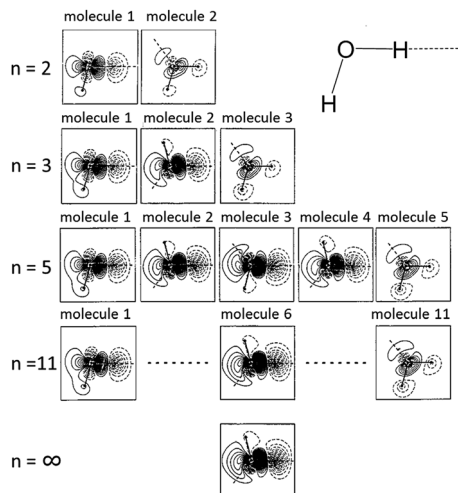 molecule 1 molecule 2
n = 2
O H
H
molecule 1 molecule 2 molecule 3
n = 3
molecule 1 molecule 2 molecule 3 molecule 4 molecule 5
n = 5
molecule 1 molecule 6 molecule 11
n = 11
n = ∞